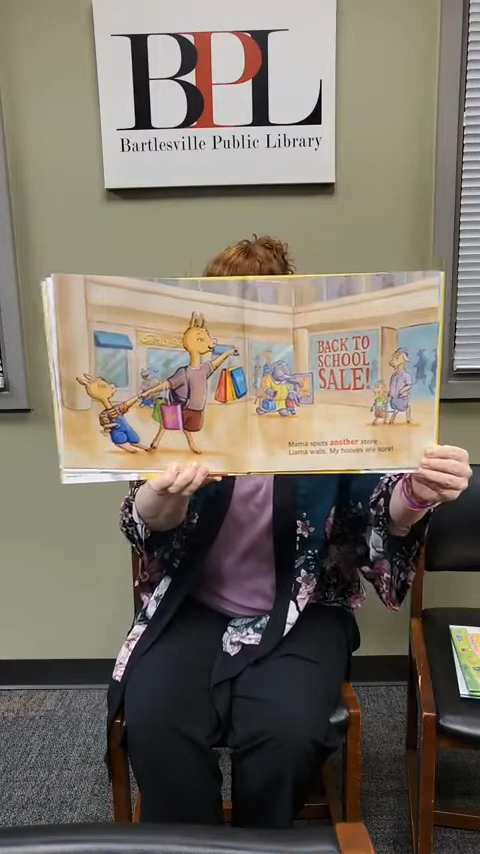 BPL
Bartlesville Public Library
BACK TO
SCHOOL
SALE!
Mama spots another store.
Llama wails. My hooves are sore!